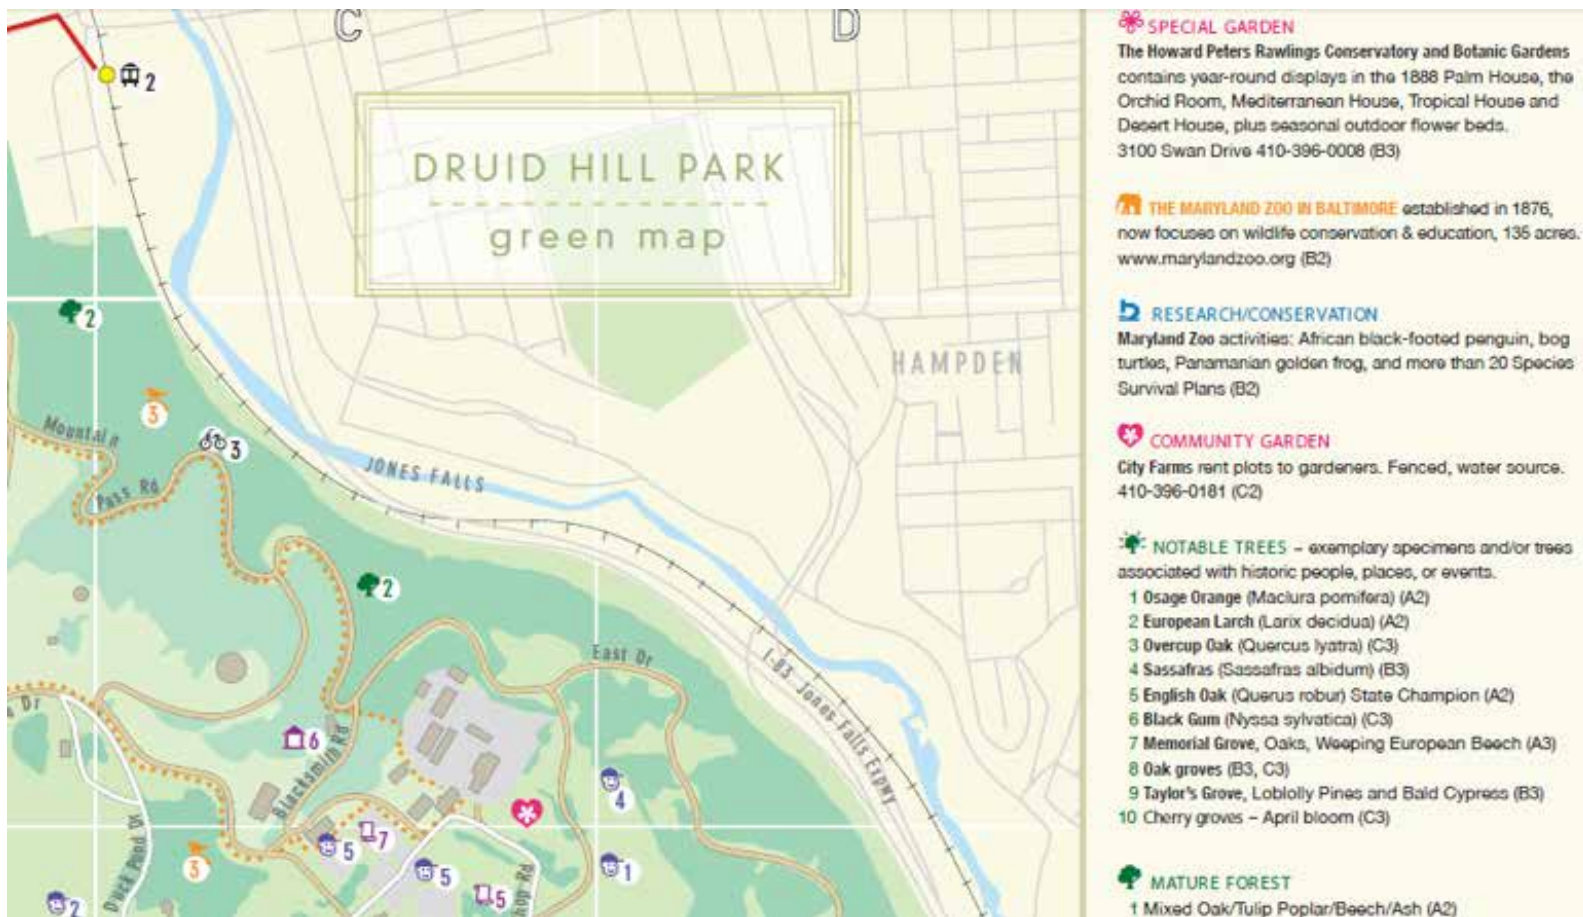 C
D
2
DRUID HILL PARK
green map
2
HAMPDEN
3
Mountain
3
Pass Rd
JONES FALLS
2
East Dr
I-83 Jones Falls Expwy
Dr
6
Blacksmith Rd
4
Duck Pond Dr
5
7
3
5
1
2
5
hop Rd
SPECIAL GARDEN
The Howard Peters Rawlings Conservatory and Botanic Gardens
contains year-round displays in the 1888 Palm House, the
Orchid Room, Mediterranean House, Tropical House and
Desert House, plus seasonal outdoor flower beds.
3100 Swan Drive 410-396-0008 (B3)
THE MARYLAND ZOO IN BALTIMORE established in 1876,
now focuses on wildlife conservation & education, 135 acres.
www.marylandzoo.org (B2)
RESEARCH/CONSERVATION
Maryland Zoo activities: African black-footed penguin, bog
turtles, Panamanian golden frog, and more than 20 Species
Survival Plans (B2)
COMMUNITY GARDEN
City Farms rent plots to gardeners. Fenced, water source.
410-396-0181 (C2)
NOTABLE TREES – exemplary specimens and/or trees
associated with historic people, places, or events.
1 Osage Orange (Maclura pomifera) (A2)
2 European Larch (Larix decidua) (A2)
3 Overcup Oak (Quercus lyatra) (C3)
4 Sassafras (Sassafras albidum) (B3)
5 English Oak (Querus robur) State Champion (A2)
6 Black Gum (Nyssa sylvatica) (C3)
7 Memorial Grove, Oaks, Weeping European Beech (A3)
8 Oak groves (B3, C3)
9 Taylor's Grove, Loblolly Pines and Bald Cypress (B3)
10 Cherry groves – April bloom (C3)
MATURE FOREST
1 Mixed Oak/Tulip Poplar/Beech/Ash (A2)